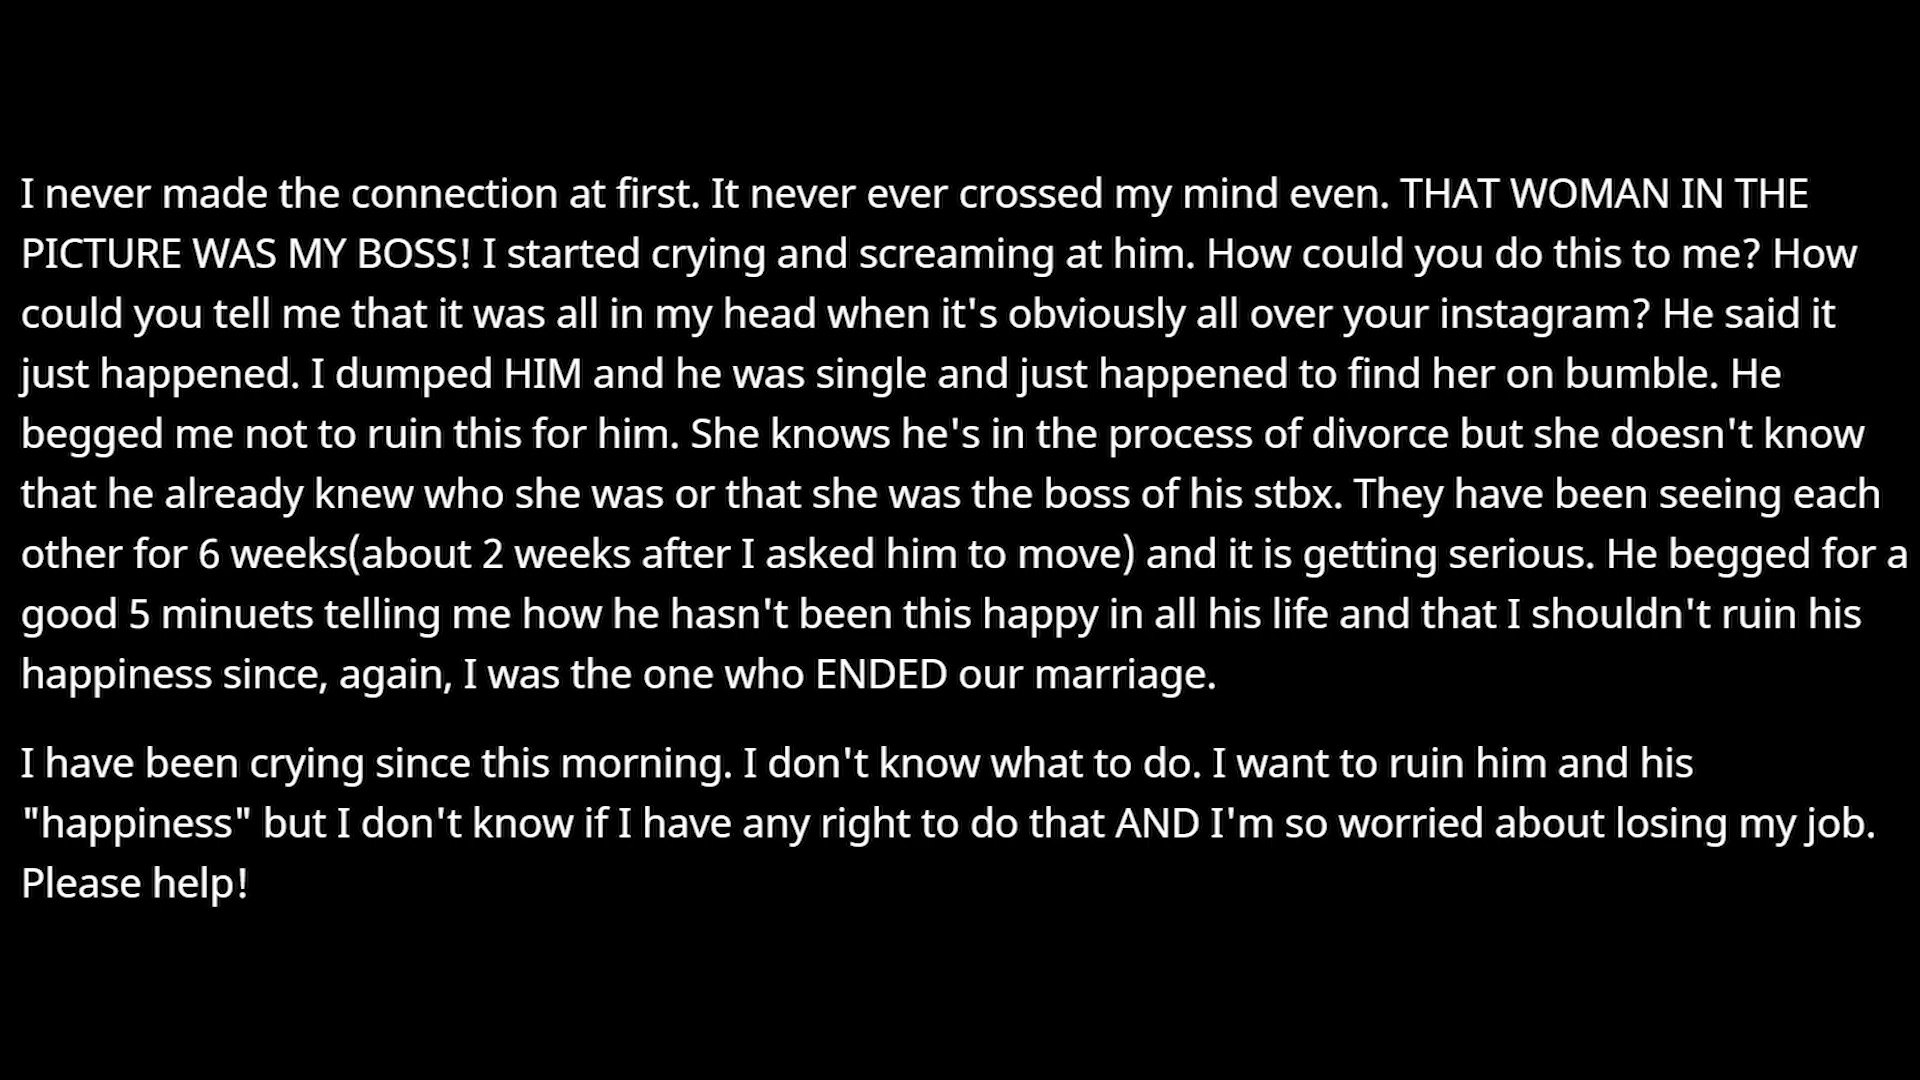 I never made the connection at first. It never ever crossed my mind even. THAT WOMAN IN THE
PICTURE WAS MY BOSS! I started crying and screaming at him. How could you do this to me? How
could you tell me that it was all in my head when it's obviously all over your instagram? He said it
just happened. I dumped HIM and he was single and just happened to find her on bumble. He
begged me not to ruin this for him. She knows he's in the process of divorce but she doesn't know
that he already knew who she was or that she was the boss of his stbx. They have been seeing each
other for 6 weeks(about 2 weeks after I asked him to move) and it is getting serious. He begged for a
good 5 minuets telling me how he hasn't been this happy in all his life and that I shouldn't ruin his
happiness since, again, I was the one who ENDED our marriage.
I have been crying since this morning. I don't know what to do. I want to ruin him and his
"happiness" but I don't know if I have any right to do that AND I'm so worried about losing my job.
Please help!